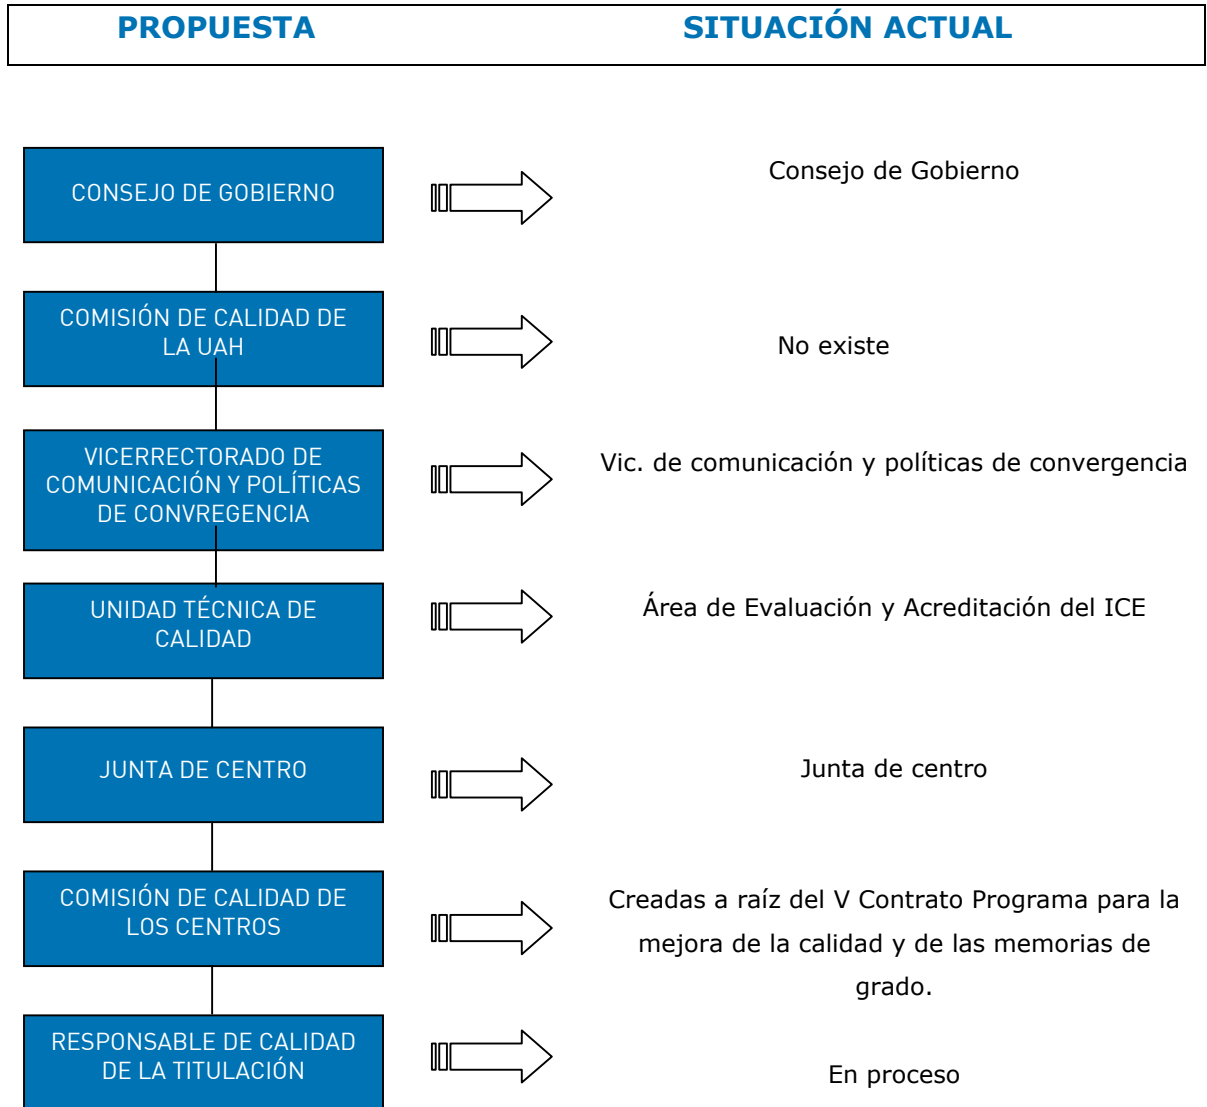 PROPUESTA
SITUACIÓN ACTUAL
CONSEJO DE GOBIERNO
Consejo de Gobierno
COMISIÓN DE CALIDAD DE
LA UAH
No existe
VICERRECTORADO DE
COMUNICACIÓN Y POLÍTICAS
DE CONVREGENCIA
Vic. de comunicación y políticas de convergencia
UNIDAD TÉCNICA DE
CALIDAD
Área de Evaluación y Acreditación del ICE
JUNTA DE CENTRO
Junta de centro
COMISIÓN DE CALIDAD DE
LOS CENTROS
Creadas a raíz del V Contrato Programa para la
mejora de la calidad y de las memorias de
grado.
RESPONSABLE DE CALIDAD
DE LA TITULACIÓN
En proceso